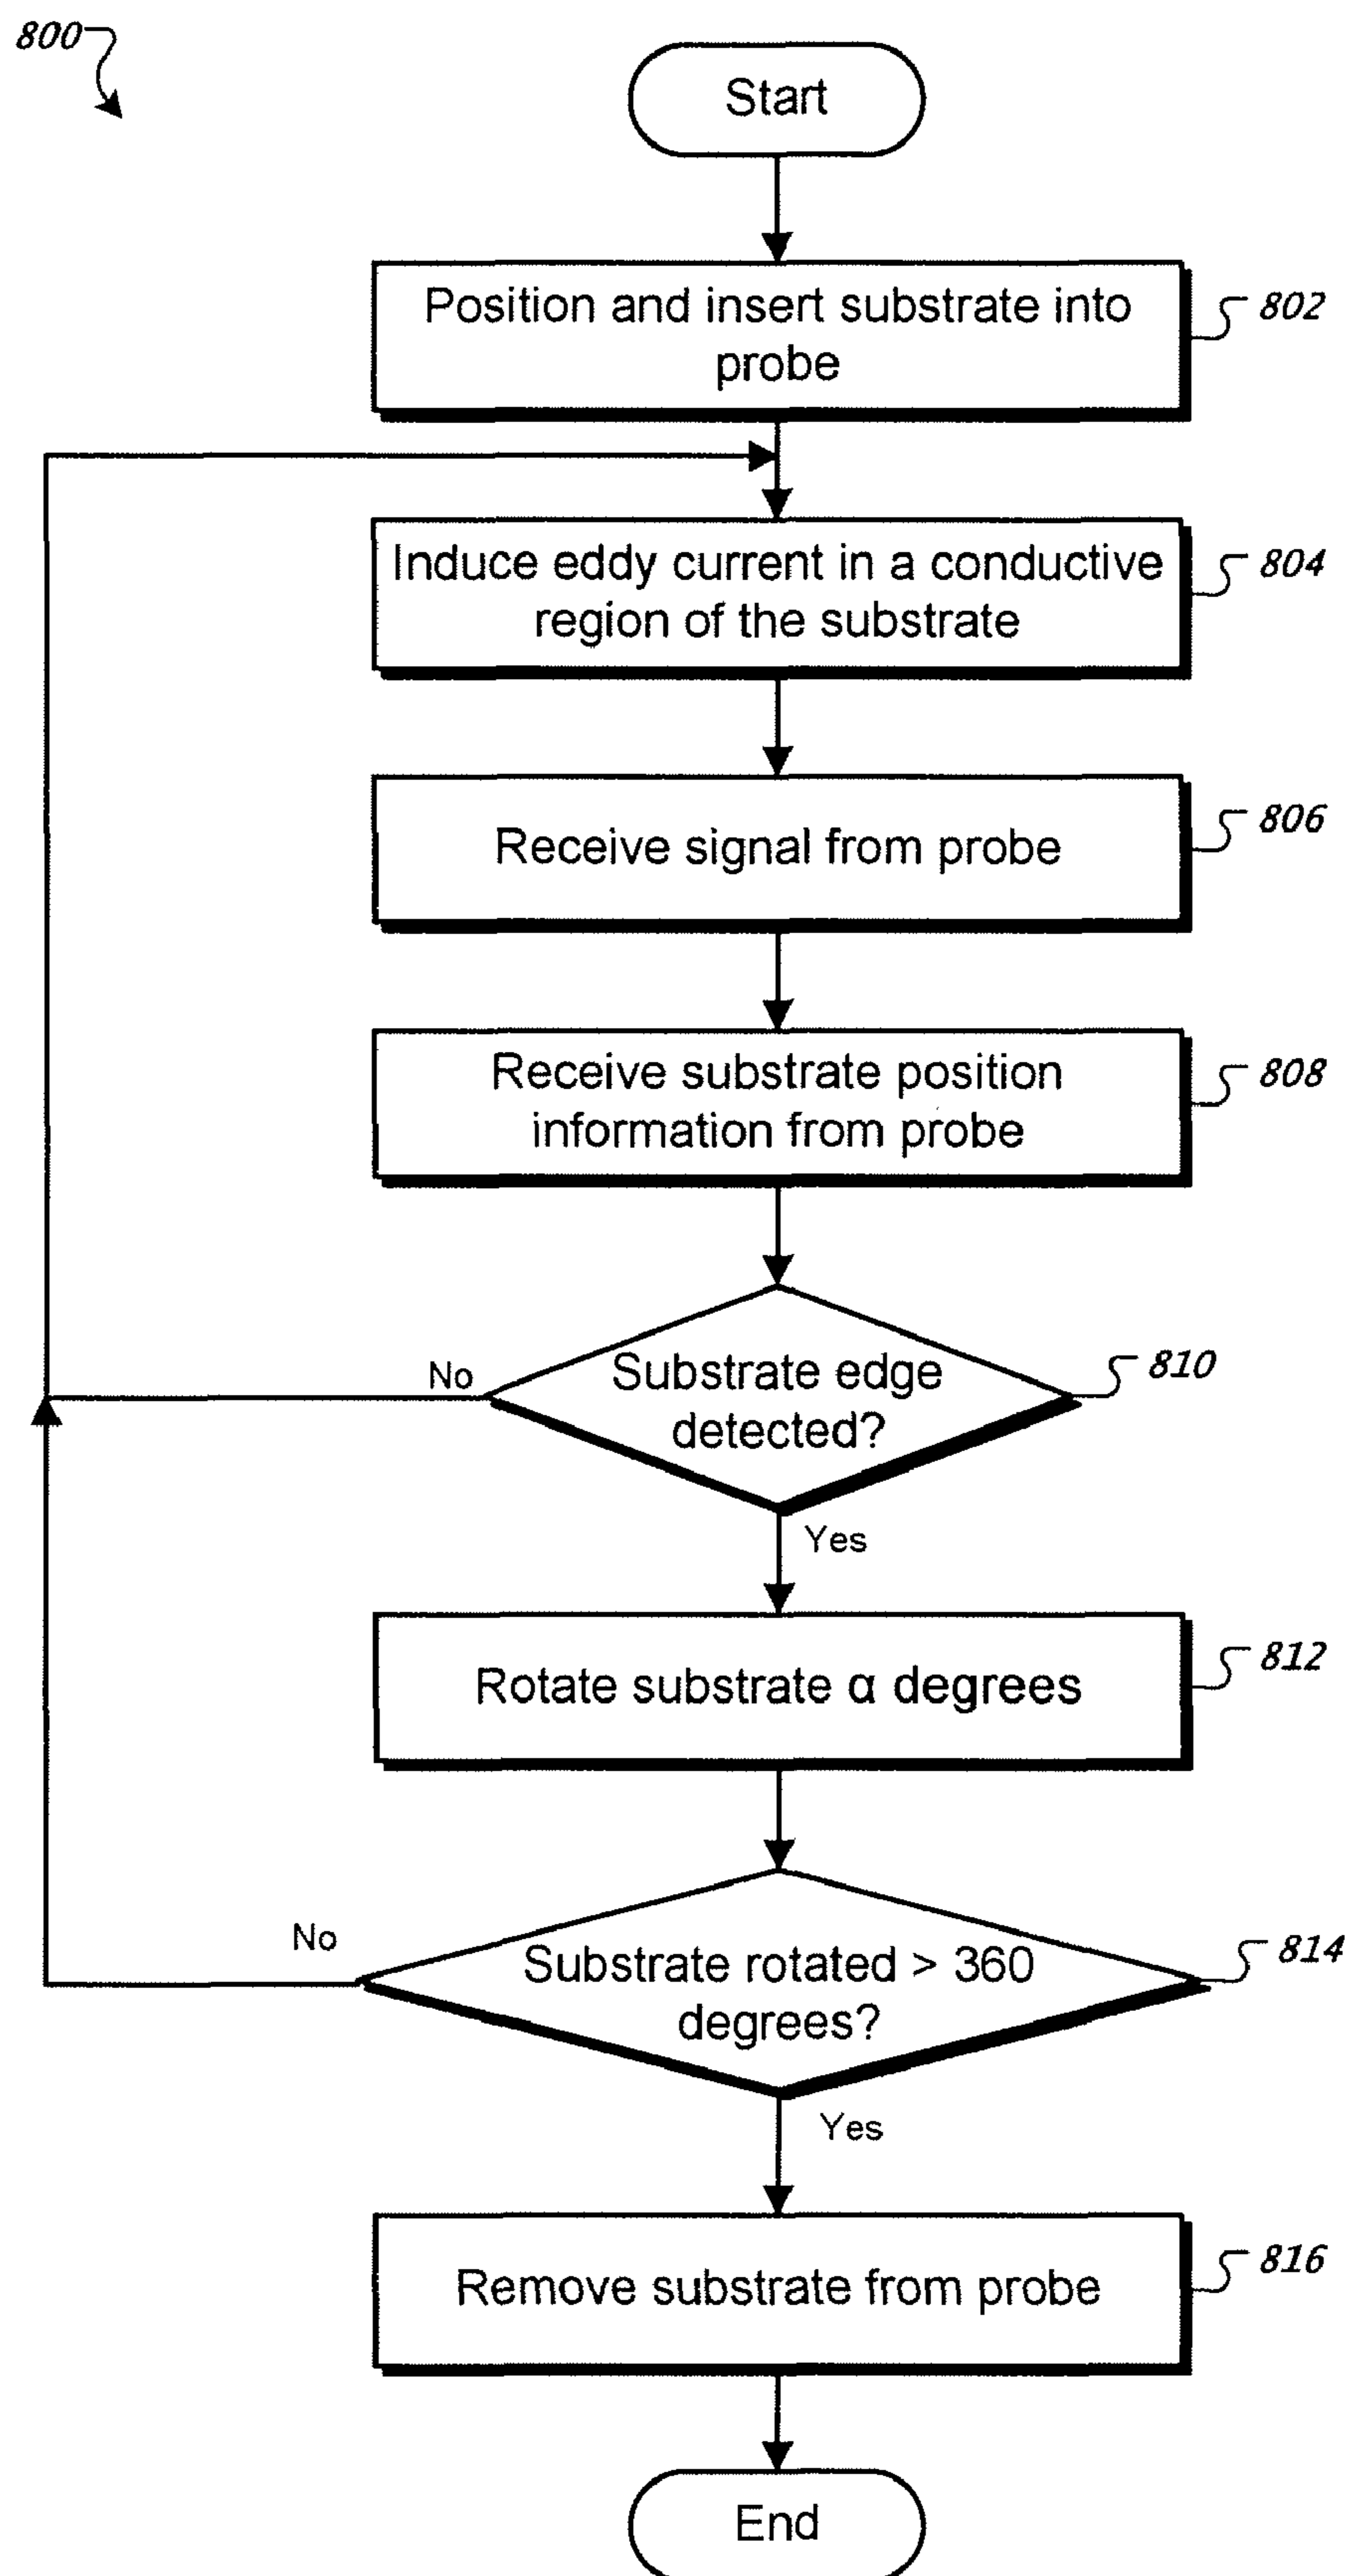 800
Start
Position and insert substrate into
probe
802
Induce eddy current in a conductive
region of the substrate
804
Receive signal from probe
806
Receive substrate position
information from probe
808
Substrate edge
detected?
810
No
Yes
Rotate substrate α degrees
812
Substrate rotated > 360
degrees?
814
No
Yes
Remove substrate from probe
816
End